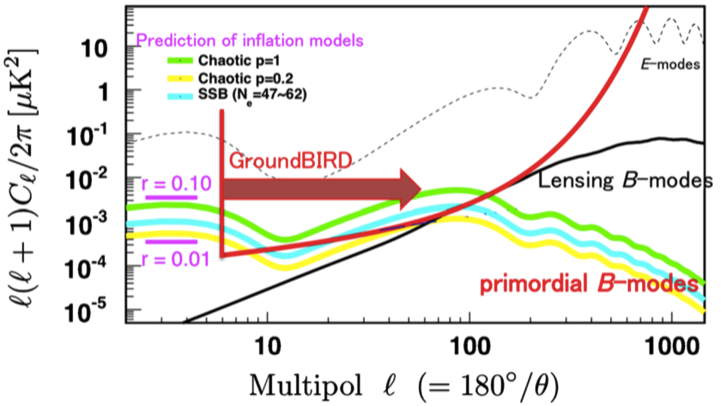 Prediction of inflation models
Chaotic p=1
Chaotic p=0.2
SSB (Nₑ=47~62)
E-modes
GroundBIRD
r = 0.10
Lensing B-modes
r = 0.01
primordial B-modes
10
1
10⁻¹
10⁻²
10⁻³
10⁻⁴
10⁻⁵
ℓ(ℓ + 1)Cℓ/2π [μK²]
10 100 1000
Multipol ℓ (= 180°/θ)